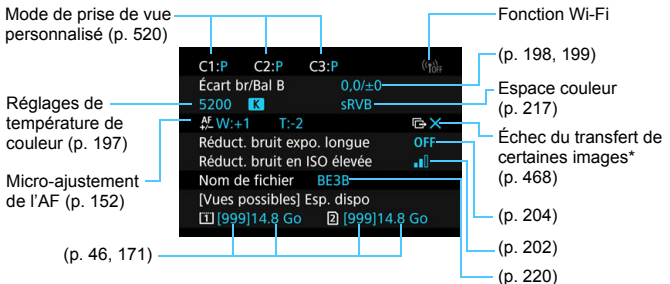 Mode de prise de vue
personnalisé (p. 520)
Fonction Wi-Fi
C1:P C2:P C3:P OFF
Écart br/Bal B 0,0/±0
(p. 198, 199)
5200 K sRVB
Espace couleur
(p. 217)
Réglages de
température de
couleur (p. 197)
AF +/- W:+1 T:-2
Échec du transfert de
certaines images*
(p. 468)
Réduct. bruit expo. longue OFF
Réduct. bruit en ISO élevée
Micro-ajustement
de l'AF (p. 152)
Nom de fichier BE3B
[Vues possibles] Esp. dispo
1 [999]14.8 Go 2 [999]14.8 Go
(p. 204)
(p. 202)
(p. 46, 171)
(p. 220)